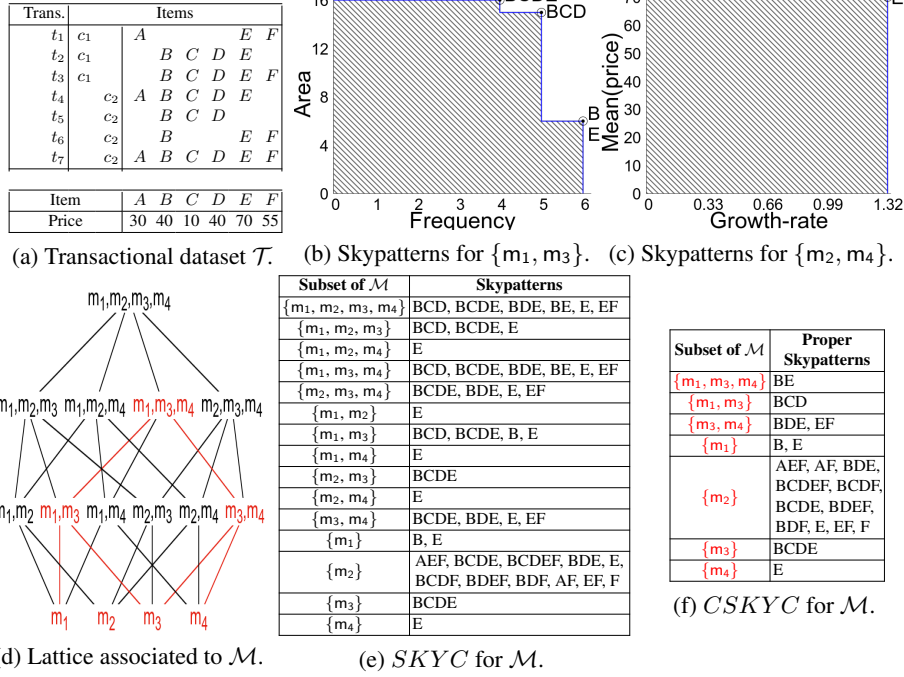 Trans. Items
t1 c1 A E F
t2 c1 B C D E
t3 c1 B C D E F
t4 c2 A B C D E
t5 c2 B C D
t6 c2 B E F
t7 c2 A B C D E F
Item A B C D E F
Price 30 40 10 40 70 55
(a) Transactional dataset 𝒯.
16
12
8
4
0
Area
BCD
B
E
0 1 2 3 4 5 6
Frequency
(b) Skypatterns for {m1, m3}.
70
60
50
40
30
20
10
0
Mean(price)
0 0.33 0.66 0.99 1.32
Growth-rate
(c) Skypatterns for {m2, m4}.
m1,m2,m3,m4
m1,m2,m3 m1,m2,m4 m1,m3,m4 m2,m3,m4
m1,m2 m1,m3 m1,m4 m2,m3 m2,m4 m3,m4
m1 m2 m3 m4
(d) Lattice associated to ℳ.
Subset of ℳ Skypatterns
{m1, m2, m3, m4} BCD, BCDE, BDE, BE, E, EF
{m1, m2, m3} BCD, BCDE, E
{m1, m2, m4} E
{m1, m3, m4} BCD, BCDE, BDE, BE, E, EF
{m2, m3, m4} BCDE, BDE, E, EF
{m1, m2} E
{m1, m3} BCD, BCDE, B, E
{m1, m4} E
{m2, m3} BCDE
{m2, m4} E
{m3, m4} BCDE, BDE, E, EF
{m1} B, E
{m2} AEF, BCDE, BCDEF, BDE, E,
BCDF, BDEF, BDF, AF, EF, F
{m3} BCDE
{m4} E
(e) SKYC for ℳ.
Subset of ℳ Proper
Skypatterns
{m1, m3, m4} BE
{m1, m3} BCD
{m3, m4} BDE, EF
{m1} B, E
{m2} AEF, AF, BDE,
BCDEF, BCDF,
BCDE, BDEF,
BDF, E, EF, F
{m3} BCDE
{m4} E
(f) CSKYC for ℳ.